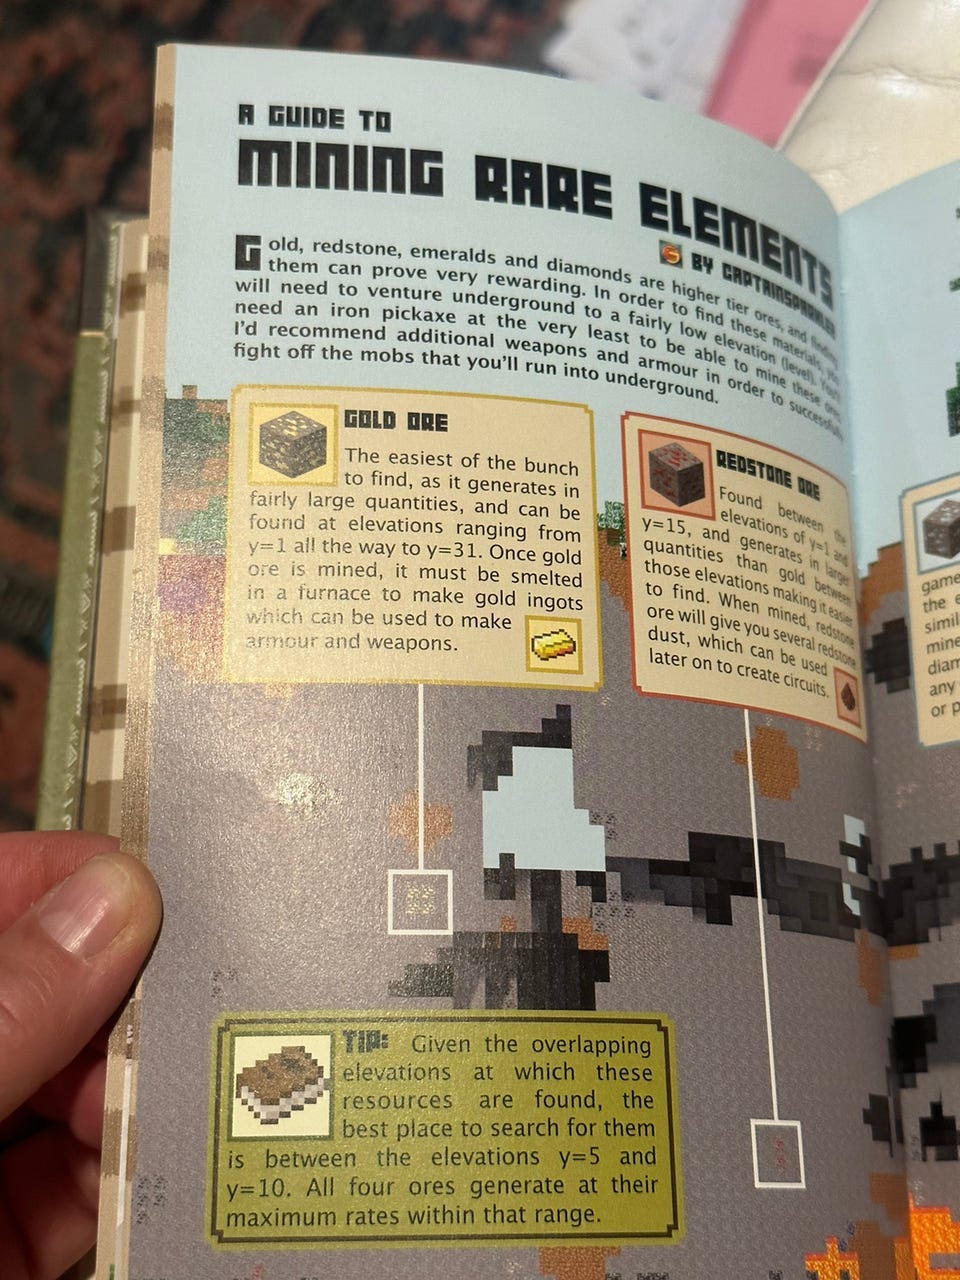 A GUIDE TO
MINING RARE ELEMENTS
BY CAPTAINSPARKLEZ
Gold, redstone, emeralds and diamonds are higher tier ores, and finding
them can prove very rewarding. In order to find these materials, you
will need to venture underground to a fairly low elevation (level). You'll
need an iron pickaxe at the very least to be able to mine these ores.
I'd recommend additional weapons and armour in order to successfully
fight off the mobs that you'll run into underground.
GOLD ORE
The easiest of the bunch
to find, as it generates in
fairly large quantities, and can be
found at elevations ranging from
y=1 all the way to y=31. Once gold
ore is mined, it must be smelted
in a furnace to make gold ingots
which can be used to make
armour and weapons.
REDSTONE ORE
Found between the
elevations of y=1 and
y=15, and generates in larger
quantities than gold between
those elevations making it easier
to find. When mined, redstone
ore will give you several redstone
dust, which can be used
later on to create circuits.
game
the
simil
mine
diam
any
or p
TIP: Given the overlapping
elevations at which these
resources are found, the
best place to search for them
is between the elevations y=5 and
y=10. All four ores generate at their
maximum rates within that range.